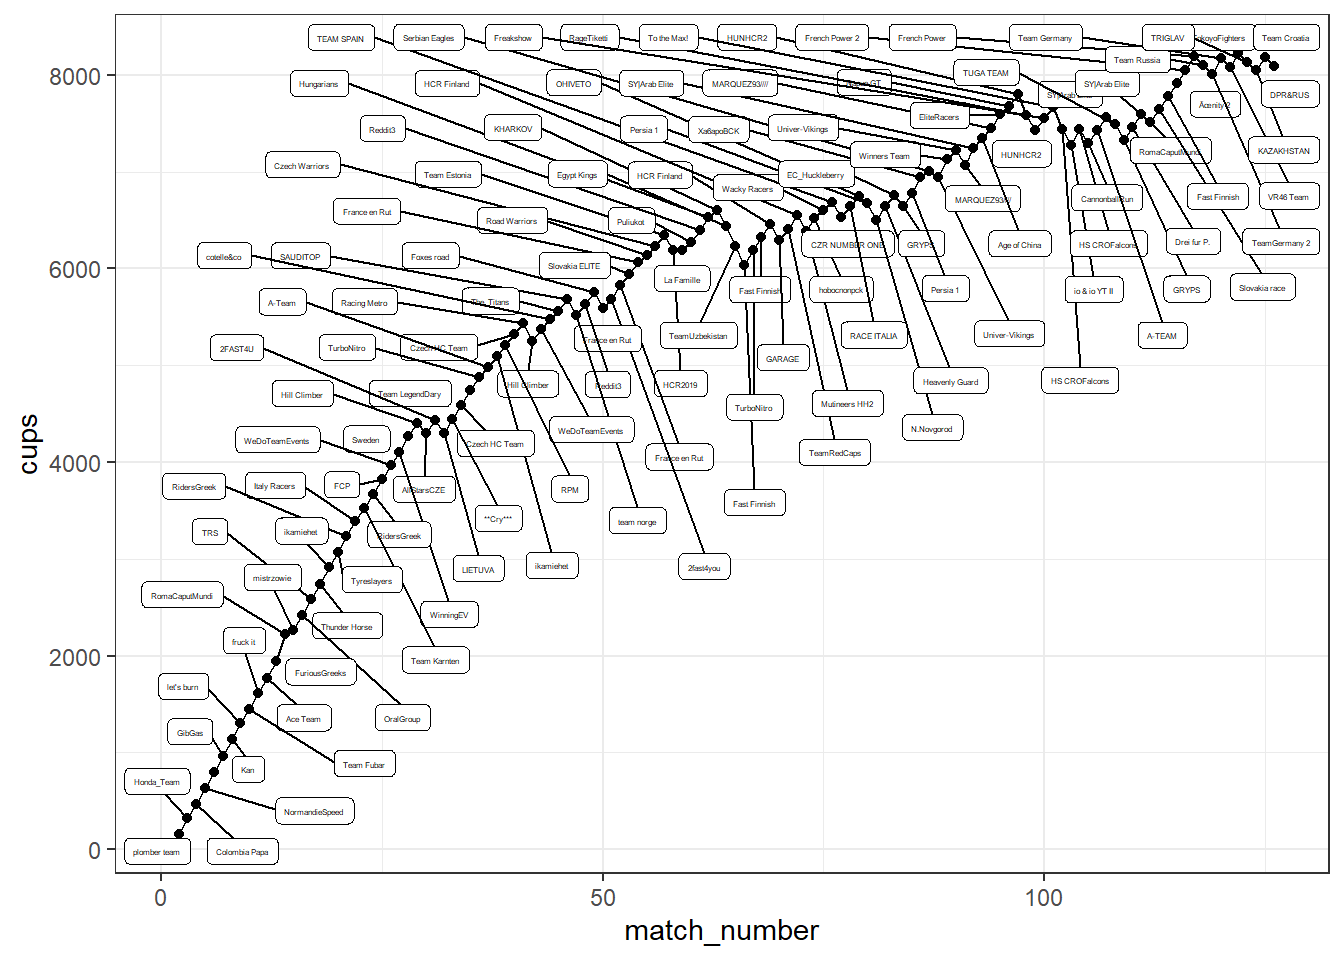 TEAM SPAIN
Serbian Eagles
Freakshow
RageTiketti
To the Max!
HUNHCR2
French Power 2
French Power
Team Germany
TRIGLAV
Team Croatia
Team Russia
8000
Hungarians
HCR Finland
OHIVETO
SY|Arab Elite
MARQUEZ93////
TUGA TEAM
SY|Arab
SY|Arab Elite
DPR&RUS
Reddit3
KHARKOV
Persia 1
ХабароВСК
Univer-Vikings
EliteRacers
Czech Warriors
Team Estonia
Egypt Kings
HCR Finland
Wacky Racers
EC_Huckleberry
Winners Team
HUNHCR2
RomaCaputMundi
KAZAKHSTAN
France en Rut
Road Warriors
Puliukot
MARQUEZ93////
CannonballRun
Fast Finnish
VR46 Team
cotelle&co
SAUDITOP
Foxes road
Slovakia ELITE
CZR NUMBER ONE
GRYPS
Age of China
HS CROFalcons
Drei fur P.
TeamGermany 2
6000
La Famille
Fast Finnish
hobocnonpck
Persia 1
io & io YT II
GRYPS
Slovakia race
A-Team
Racing Metro
The_Titans
2FAST4U
TurboNitro
Czech HC Team
France en Rut
TeamUzbekistan
RACE ITALIA
Univer-Vikings
A-TEAM
GARAGE
Hill Climber
Team LegendDary
Hill Climber
Reddit3
HCR2019
Heavenly Guard
HS CROFalcons
TurboNitro
Mutineers HH2
WeDoTeamEvents
Sweden
Czech HC Team
WeDoTeamEvents
N.Novgorod
4000
France en Rut
TeamRedCaps
RidersGreek
Italy Racers
FCP
AllStarsCZE
RPM
Fast Finnish
TRS
ikamiehet
RidersGreek
**Cry***
team norge
mistrzowie
Tyreslayers
LIETUVA
ikamiehet
2fast4you
RomaCaputMundi
Thunder Horse
WinningEV
fruck it
2000
FuriousGreeks
Team Karnten
let's burn
Ace Team
OralGroup
GibGas
Kan
Team Fubar
Honda_Team
NormandieSpeed
0
plomber team
Colombia Papa
0
50
100
match_number
cups